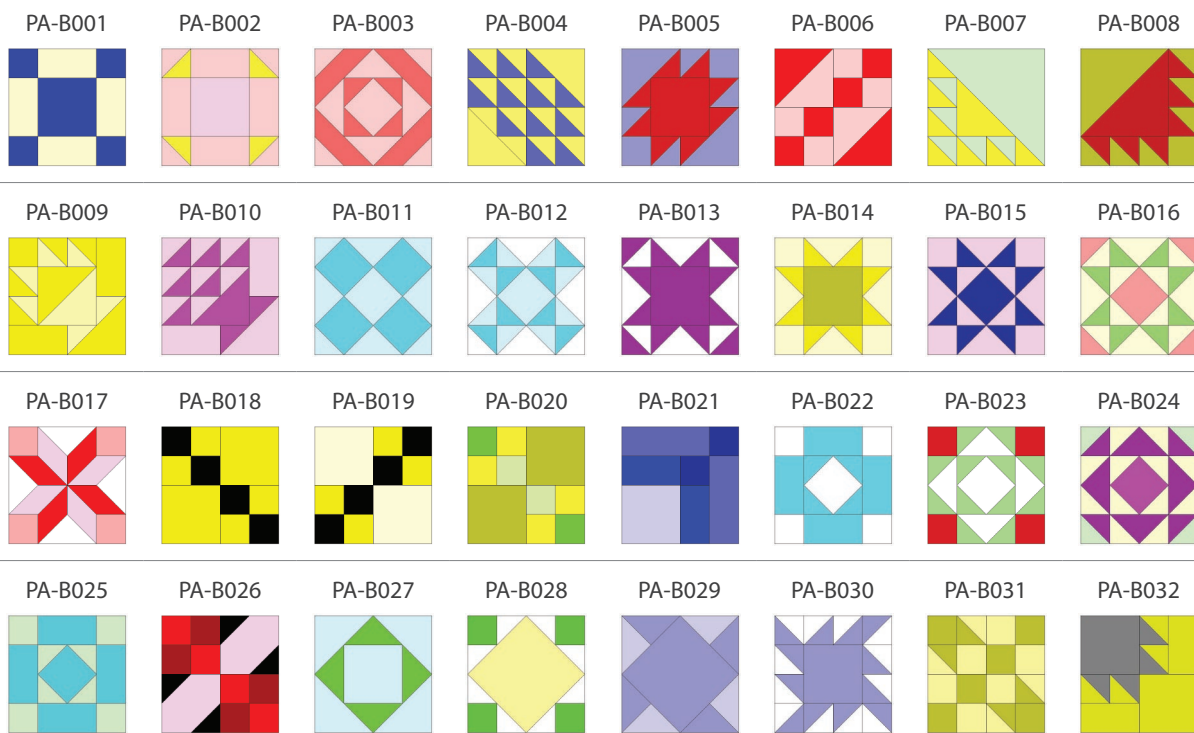 PA-B001 PA-B002 PA-B003 PA-B004 PA-B005 PA-B006 PA-B007 PA-B008
PA-B009 PA-B010 PA-B011 PA-B012 PA-B013 PA-B014 PA-B015 PA-B016
PA-B017 PA-B018 PA-B019 PA-B020 PA-B021 PA-B022 PA-B023 PA-B024
PA-B025 PA-B026 PA-B027 PA-B028 PA-B029 PA-B030 PA-B031 PA-B032